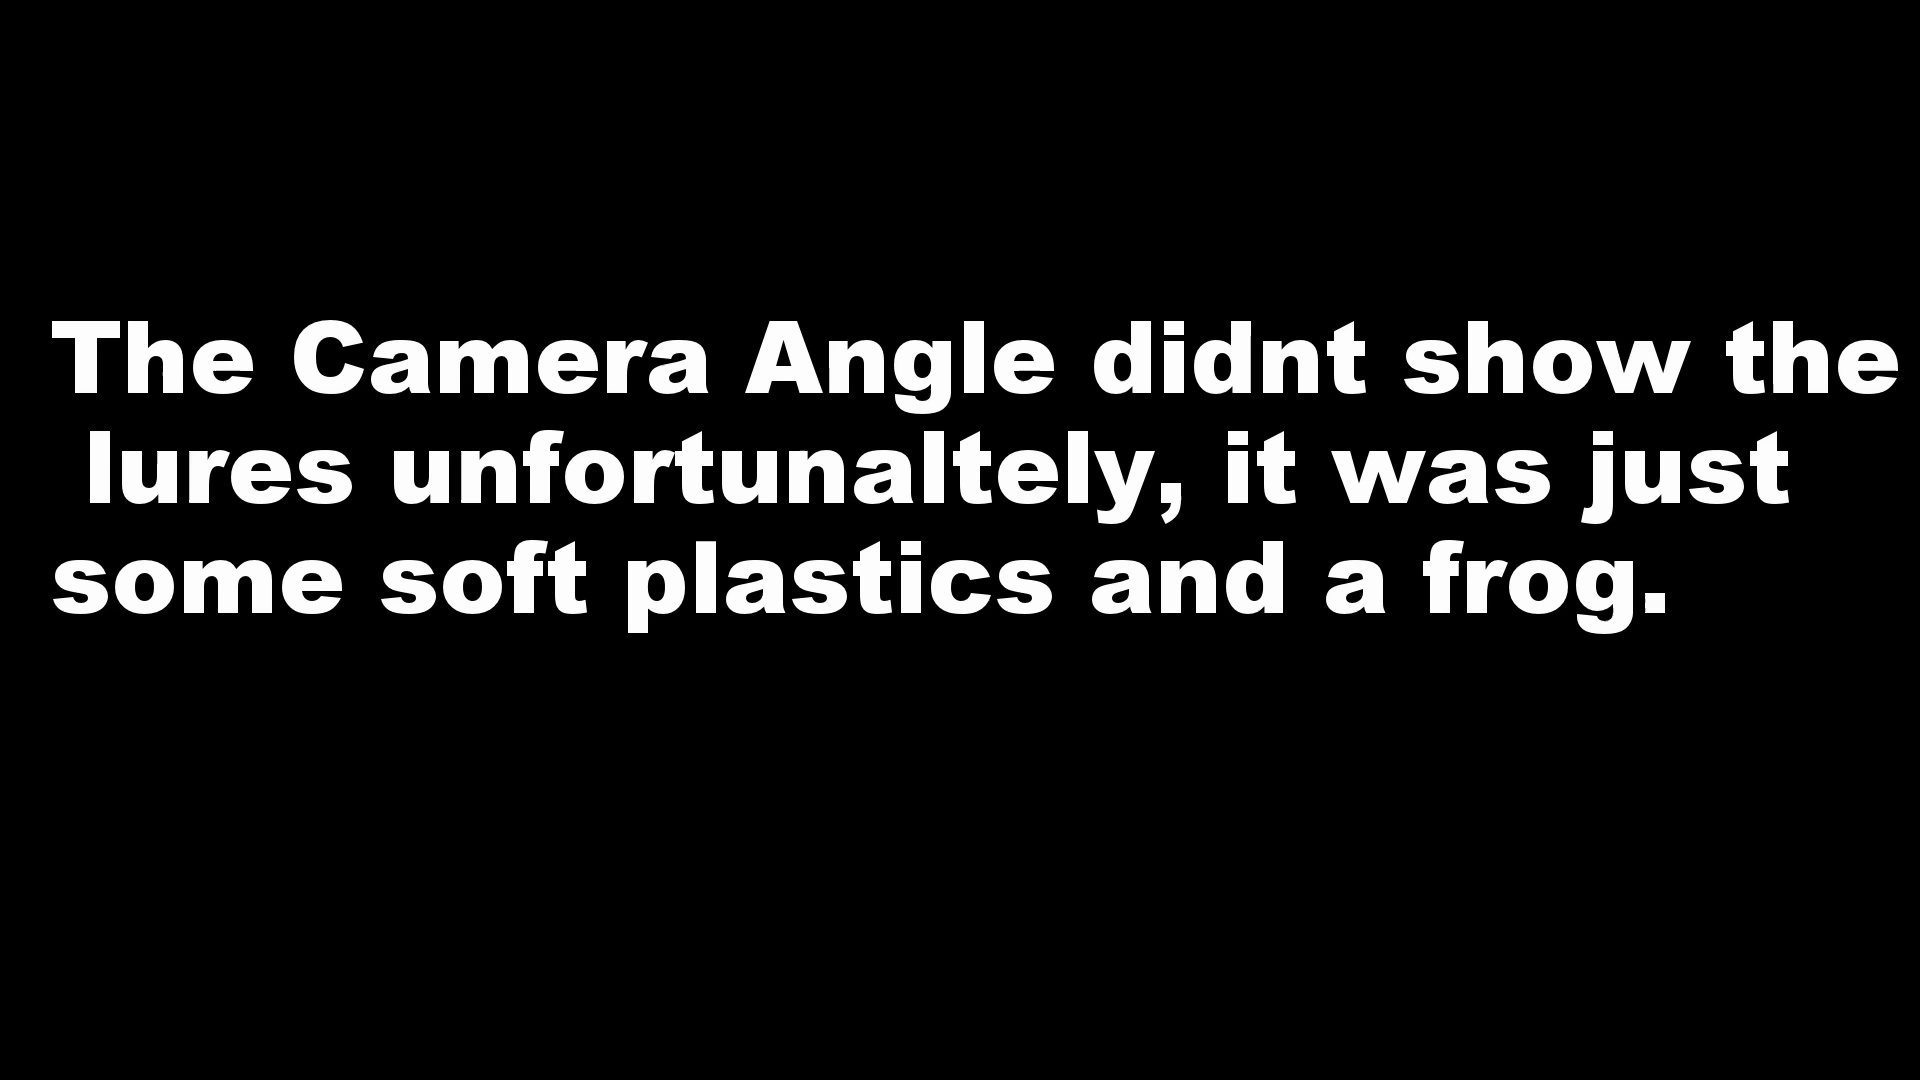 The Camera Angle didnt show the
lures unfortunaltely, it was just
some soft plastics and a frog.